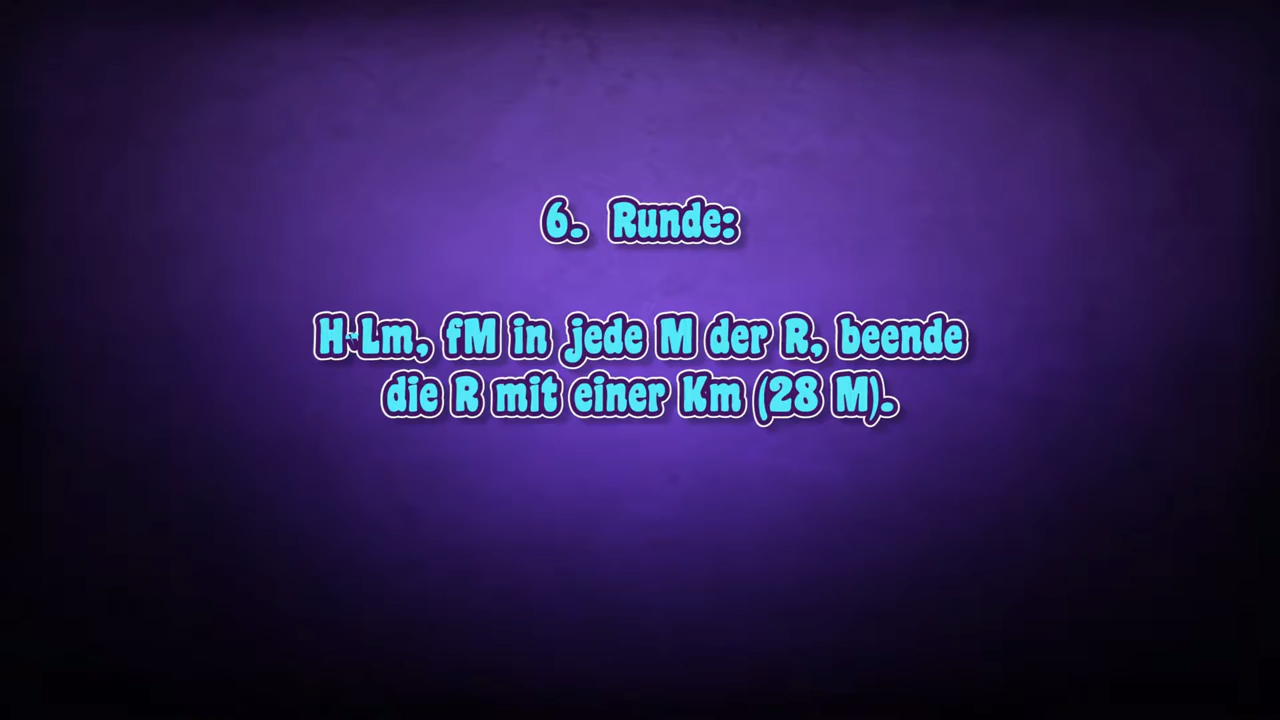 6. Runde:
H-Lm, fM in jede M der R, beende
die R mit einer Km (28 M).